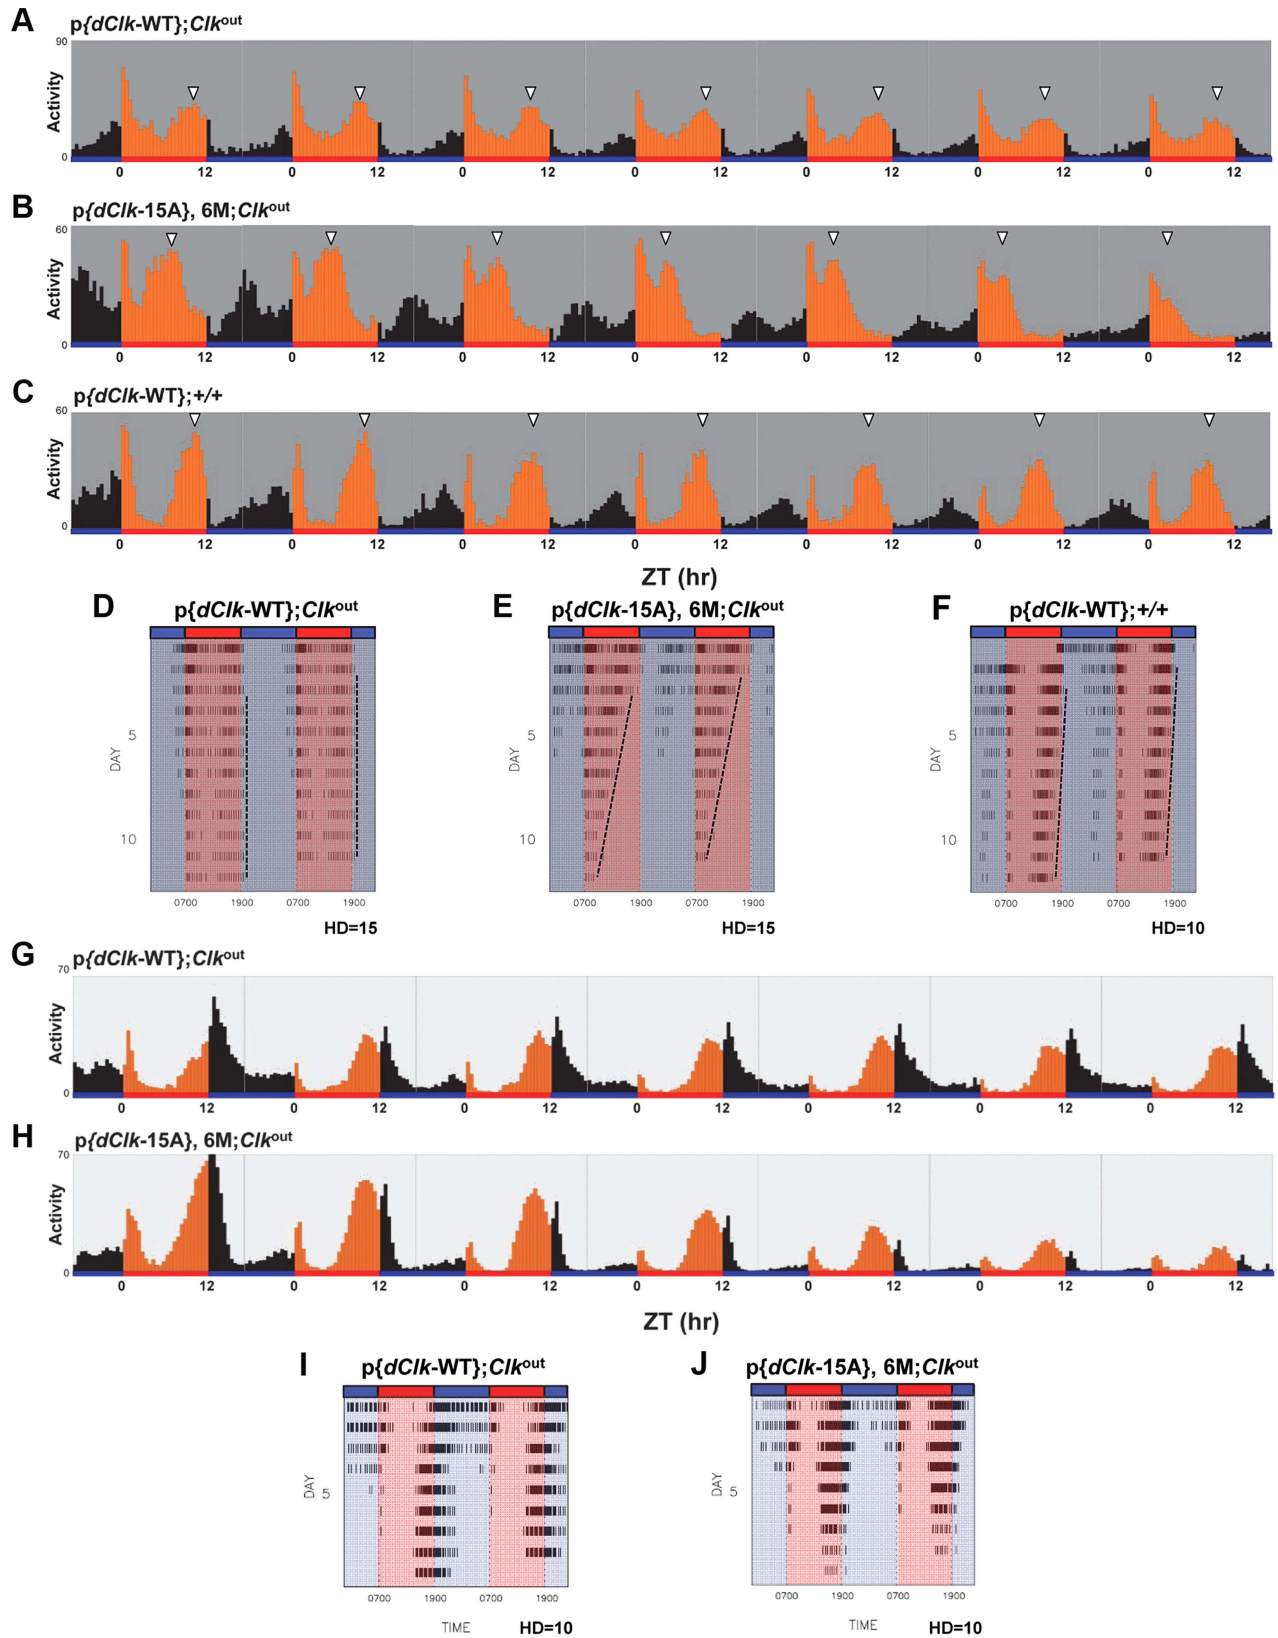 A
p{dClk-WT};Clkout
90
Activity
0
0 12 0 12 0 12 0 12 0 12 0 12 0 12
B
p{dClk-15A}, 6M;Clkout
60
Activity
0
0 12 0 12 0 12 0 12 0 12 0 12 0 12
C
p{dClk-WT};+/+
60
Activity
0
0 12 0 12 0 12 0 12 0 12 0 12 0 12
ZT (hr)
D
p{dClk-WT};Clkout
DAY
5
10
0700 1900 0700 1900
HD=15
E
p{dClk-15A}, 6M;Clkout
DAY
5
10
0700 1900 0700 1900
HD=15
F
p{dClk-WT};+/+
DAY
5
10
0700 1900 0700 1900
HD=10
G
p{dClk-WT};Clkout
70
Activity
0
0 12 0 12 0 12 0 12 0 12 0 12 0 12
H
p{dClk-15A}, 6M;Clkout
70
Activity
0
0 12 0 12 0 12 0 12 0 12 0 12 0 12
ZT (hr)
I
p{dClk-WT};Clkout
DAY
5
0700 1900 0700 1900
TIME
HD=10
J
p{dClk-15A}, 6M;Clkout
DAY
5
0700 1900 0700 1900
TIME
HD=10